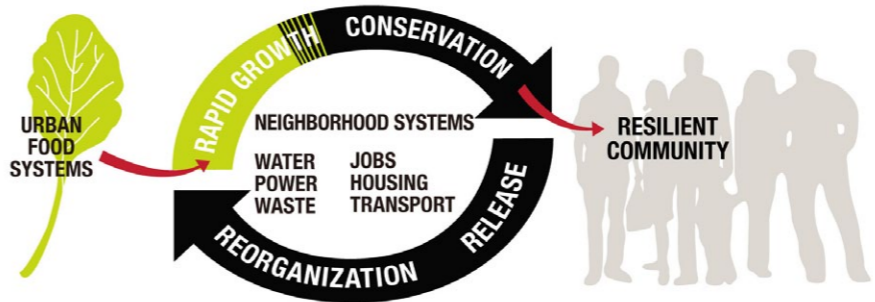 URBAN
FOOD
SYSTEMS
RAPID GROWTH
CONSERVATION
NEIGHBORHOOD SYSTEMS
WATER JOBS
POWER HOUSING
WASTE TRANSPORT
RELEASE
REORGANIZATION
RESILIENT
COMMUNITY